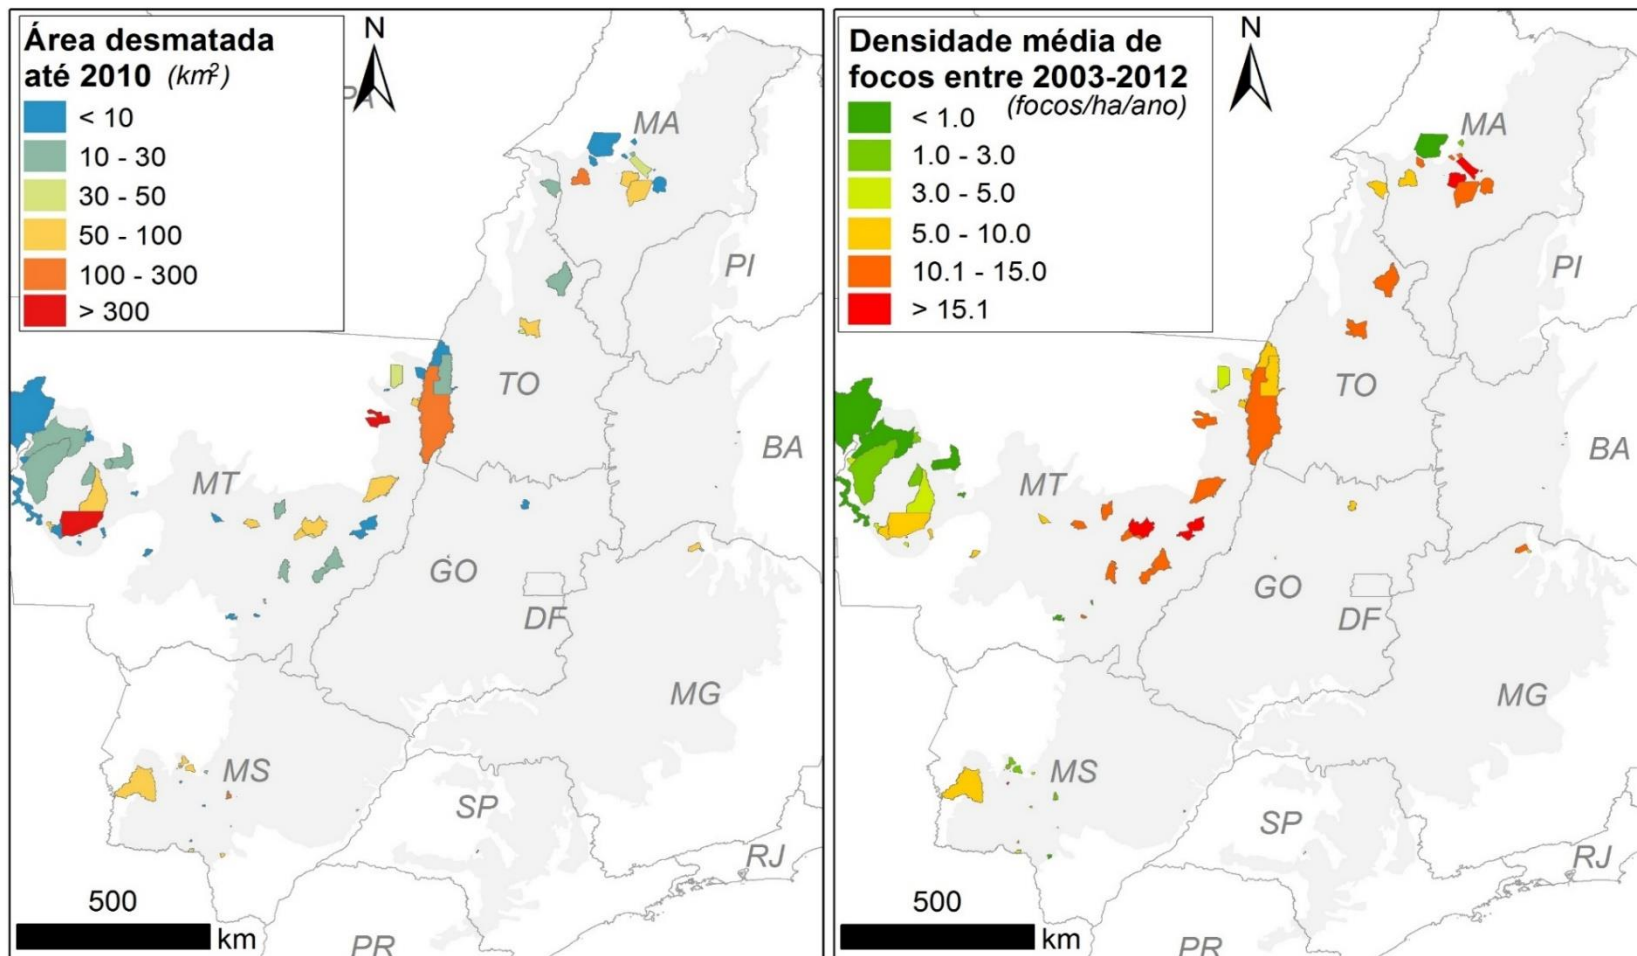 Área desmatada
até 2010 (km²)
< 10
10 - 30
30 - 50
50 - 100
100 - 300
> 300
N
PA
MA
PI
TO
BA
MT
GO
DF
MG
MS
SP
RJ
PR
500
km
Densidade média de
focos entre 2003-2012
(focos/ha/ano)
< 1.0
1.0 - 3.0
3.0 - 5.0
5.0 - 10.0
10.1 - 15.0
> 15.1
N
MA
PI
TO
BA
MT
GO
DF
MG
MS
SP
RJ
PR
500
km